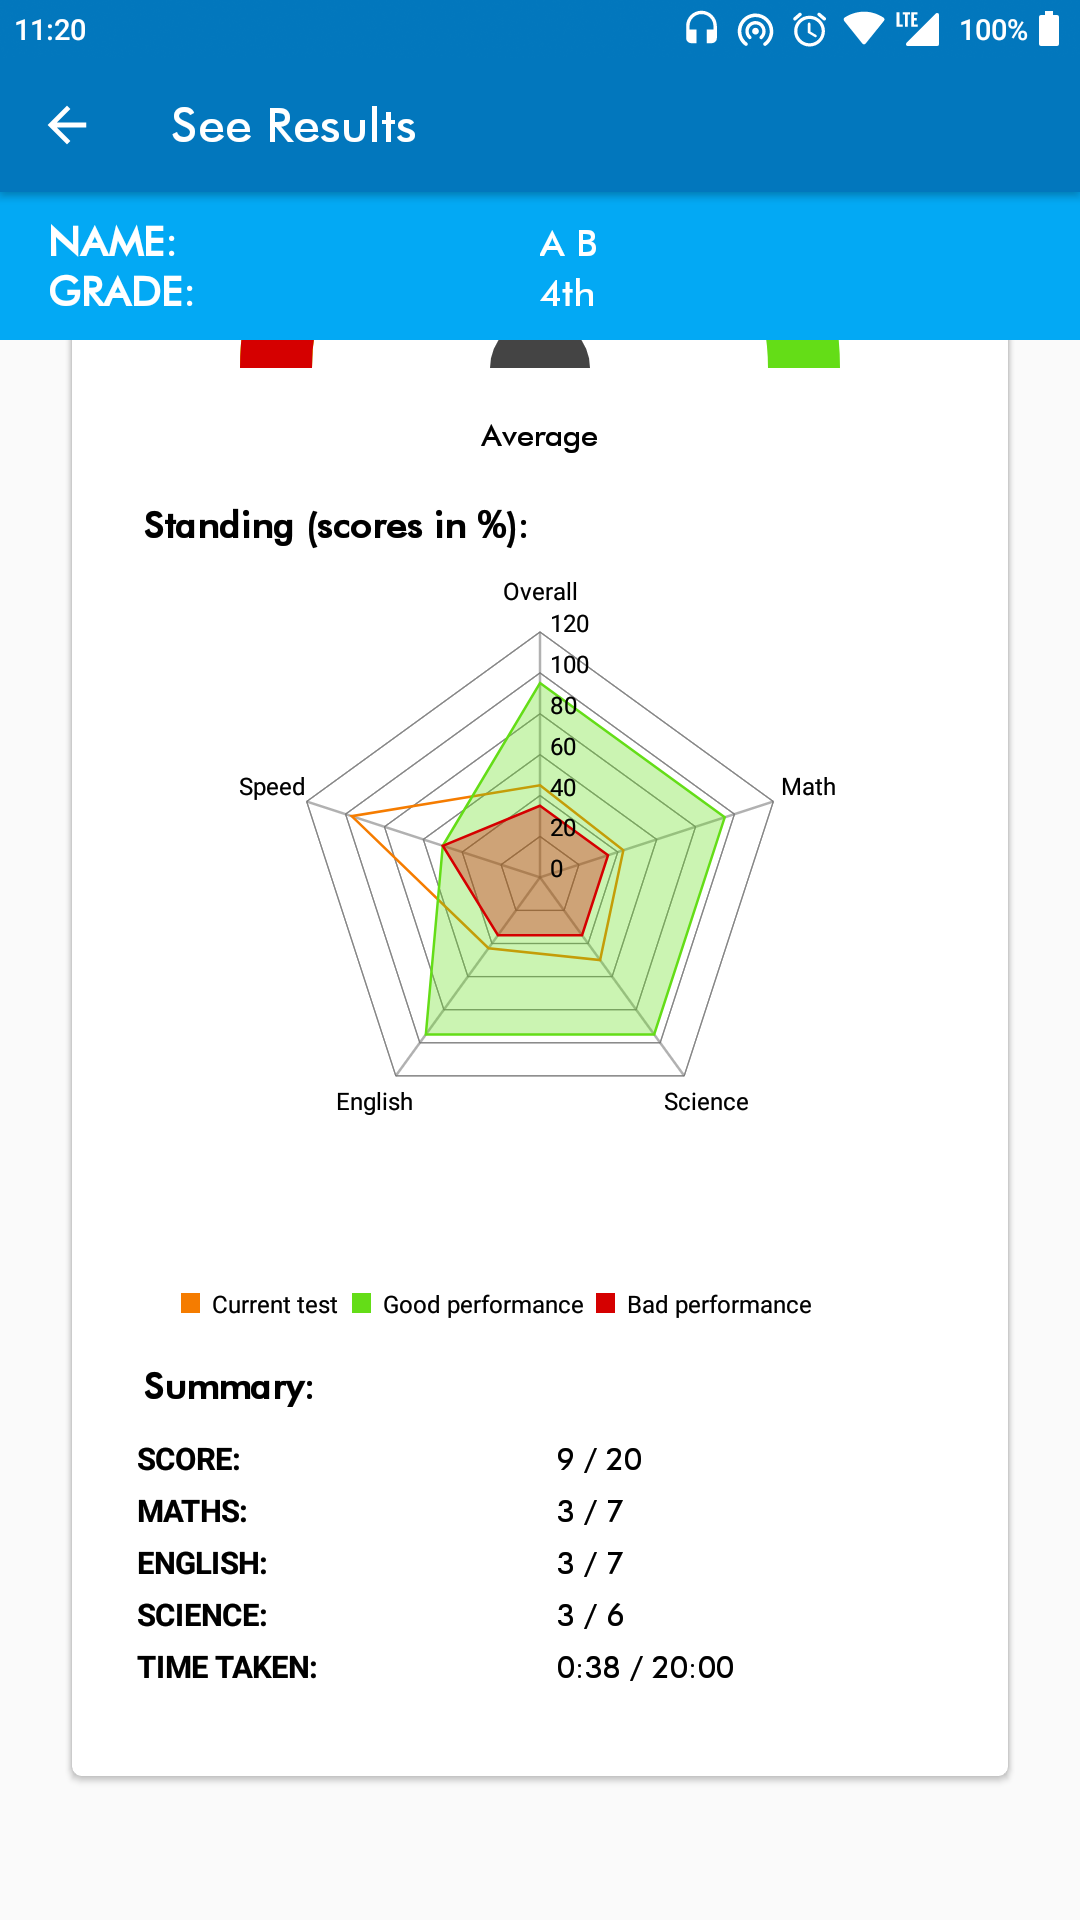 11:20 LTE 100%
See Results
NAME: A B
GRADE: 4th
Average
Standing (scores in %):
Overall
120
100
80
60
40
20
0
Speed
Math
English
Science
Current test Good performance Bad performance
Summary:
SCORE: 9 / 20
MATHS: 3 / 7
ENGLISH: 3 / 7
SCIENCE: 3 / 6
TIME TAKEN: 0:38 / 20:00